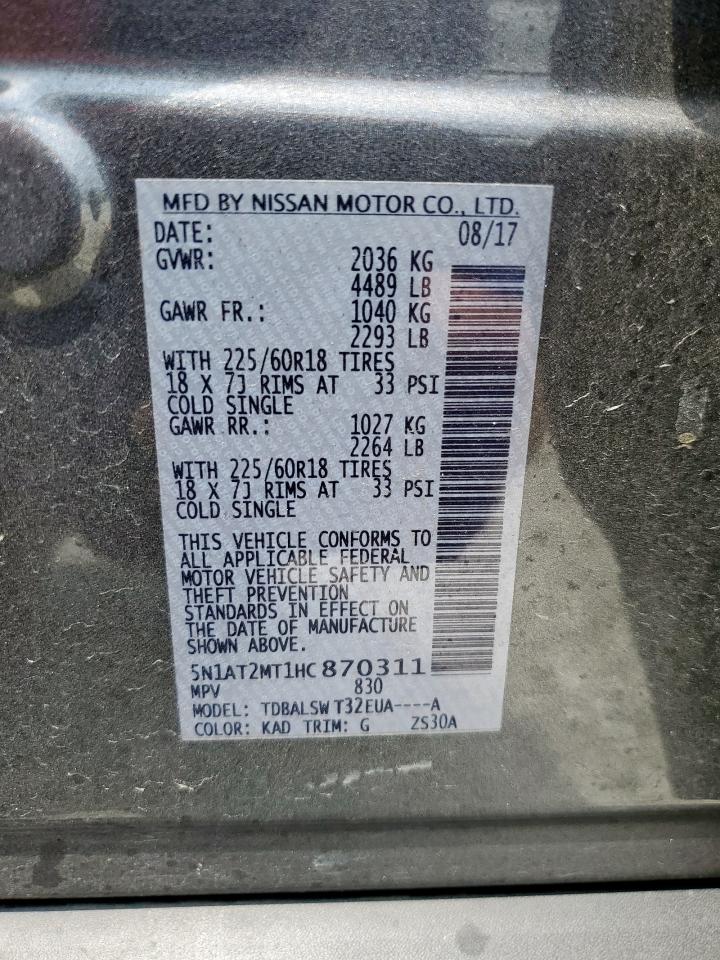 MFD BY NISSAN MOTOR CO., LTD.
DATE: 08/17
GVWR: 2036 KG
4489 LB
GAWR FR.: 1040 KG
2293 LB
WITH 225/60R18 TIRES
18 X 7J RIMS AT 33 PSI
COLD SINGLE
GAWR RR.: 1027 KG
2264 LB
WITH 225/60R18 TIRES
18 X 7J RIMS AT 33 PSI
COLD SINGLE
THIS VEHICLE CONFORMS TO
ALL APPLICABLE FEDERAL
MOTOR VEHICLE SAFETY AND
THEFT PREVENTION
STANDARDS IN EFFECT ON
THE DATE OF MANUFACTURE
SHOWN ABOVE.
5N1AT2MT1HC870311
MPV 830
MODEL: TDBALSW T32EUA----A
COLOR: KAD TRIM: G ZS30A